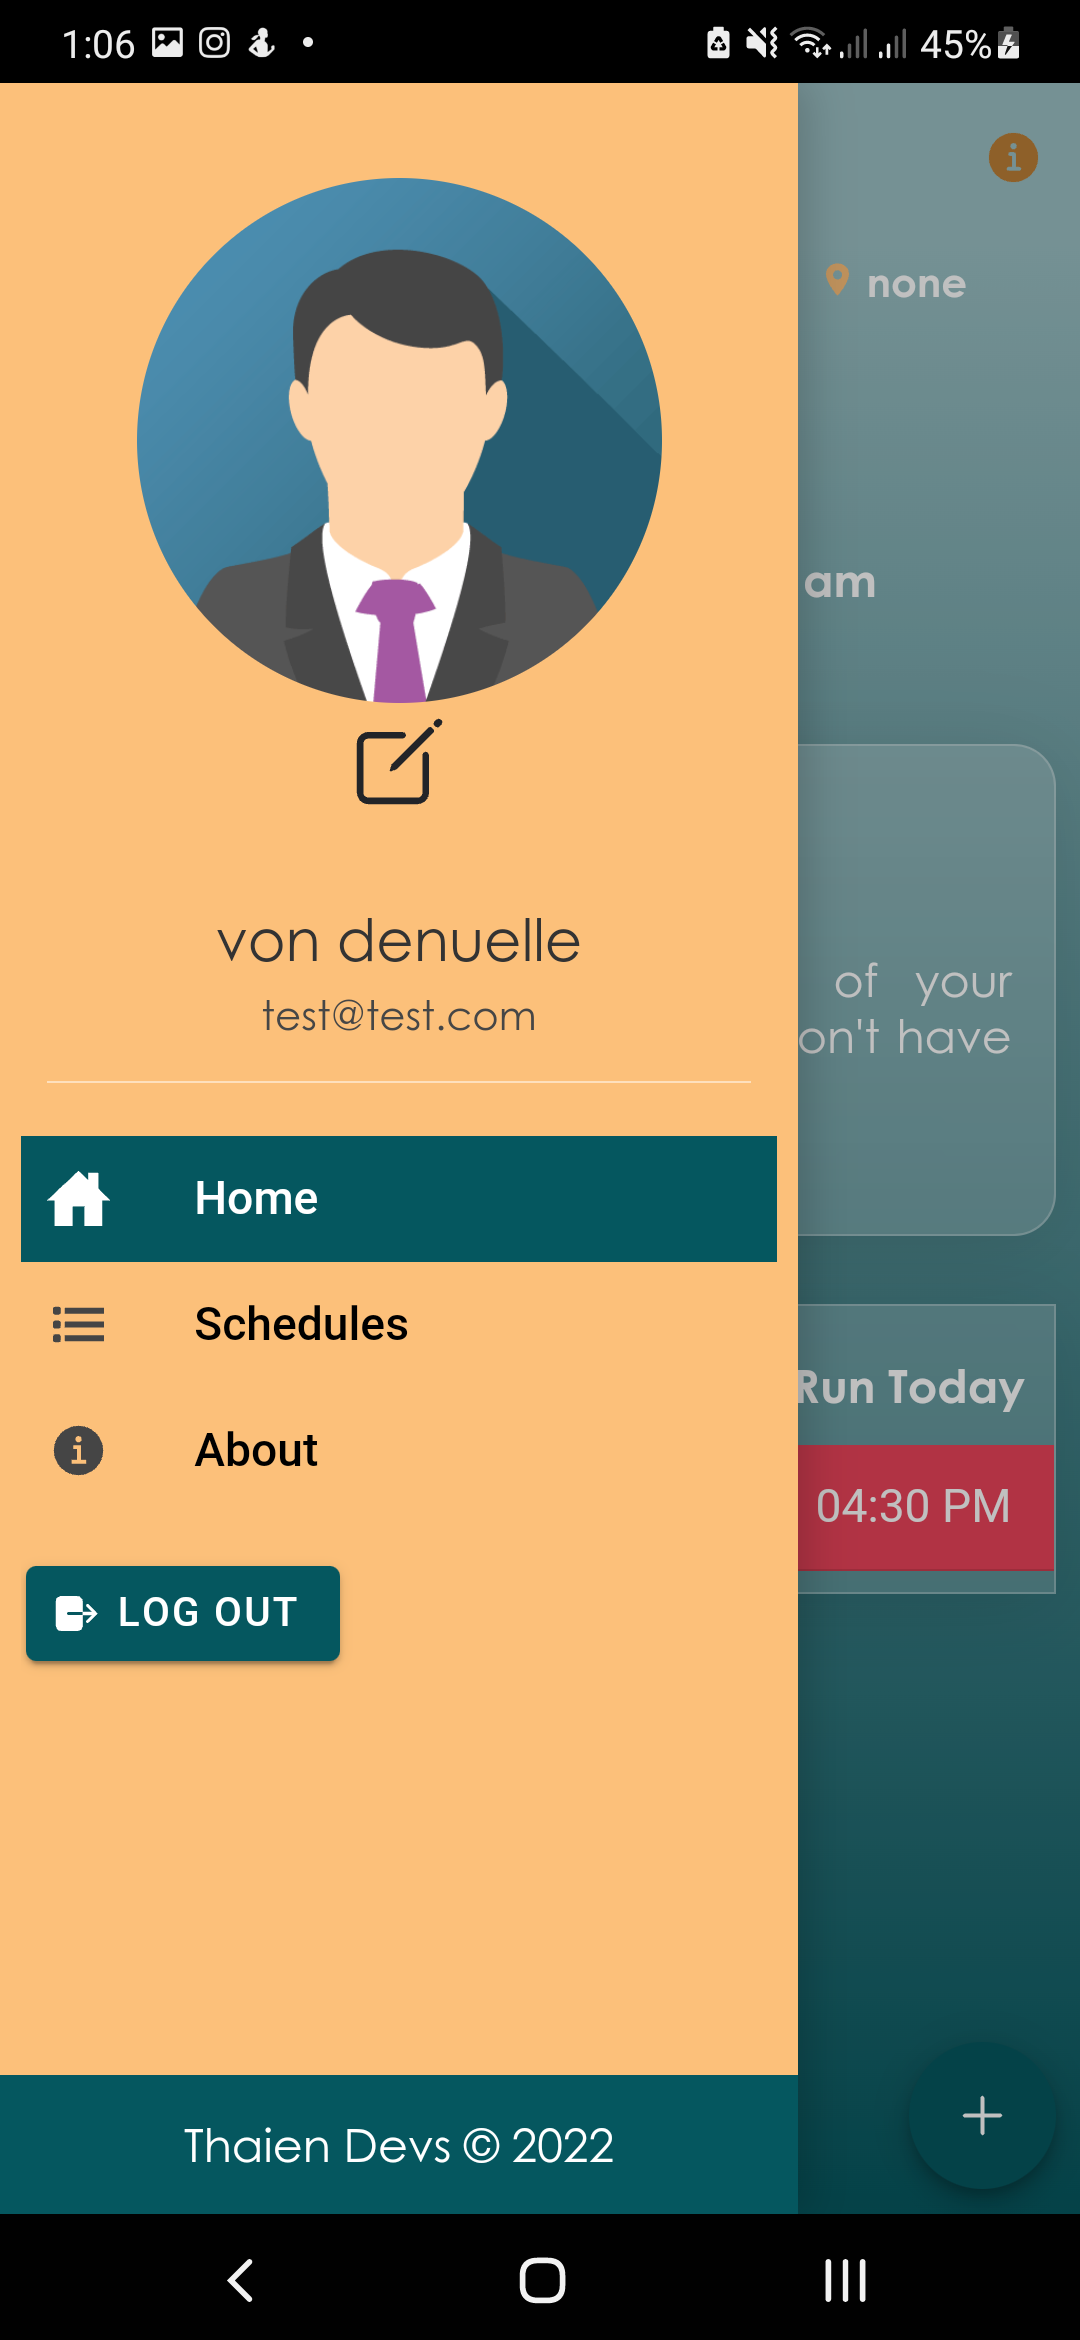 1:06
45%
none
am
von denuelle
test@test.com
of your
on't have
Home
Schedules
Run Today
About
04:30 PM
LOG OUT
Thaien Devs © 2022